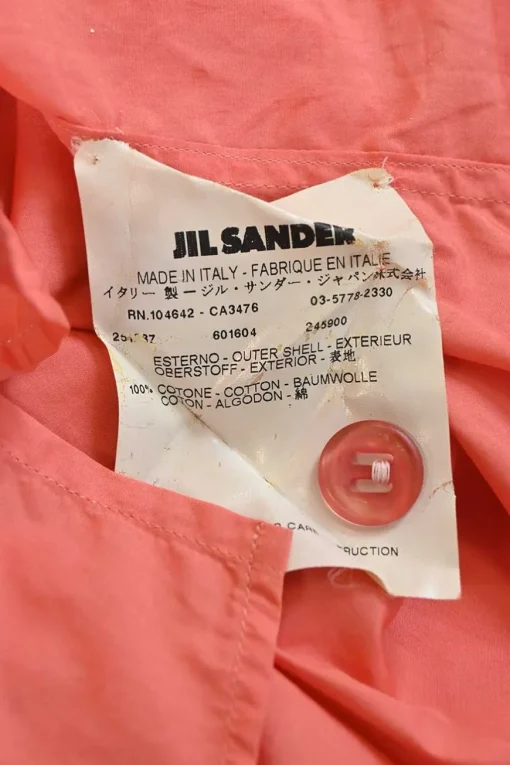 JIL SANDER
MADE IN ITALY - FABRIQUE EN ITALIE
イタリー 製 ージル・サンダー・ジャパン株式会社
RN.104642 - CA3476 03-5778-2330
601604 245900
ESTERNO - OUTER SHELL - EXTERIEUR
OBERSTOFF - EXTERIOR - 表地
100% COTONE - COTTON - BAUMWOLLE
COTON - ALGODON - 綿
CARE
RUCTION